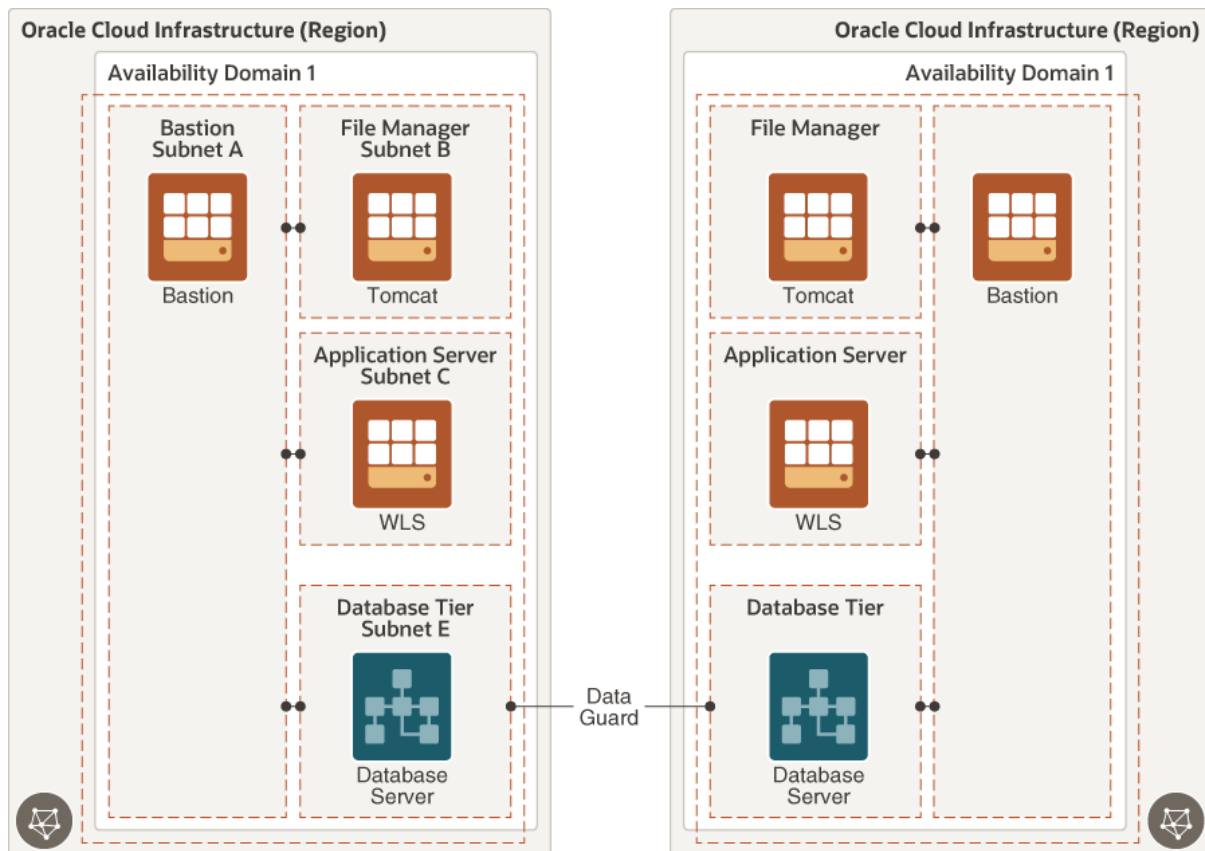 Oracle Cloud Infrastructure (Region)
Availability Domain 1
Bastion
Subnet A
Bastion
File Manager
Subnet B
Tomcat
Application Server
Subnet C
WLS
Database Tier
Subnet E
Database
Server
Data
Guard
Oracle Cloud Infrastructure (Region)
Availability Domain 1
File Manager
Tomcat
Bastion
Application Server
WLS
Database Tier
Database
Server